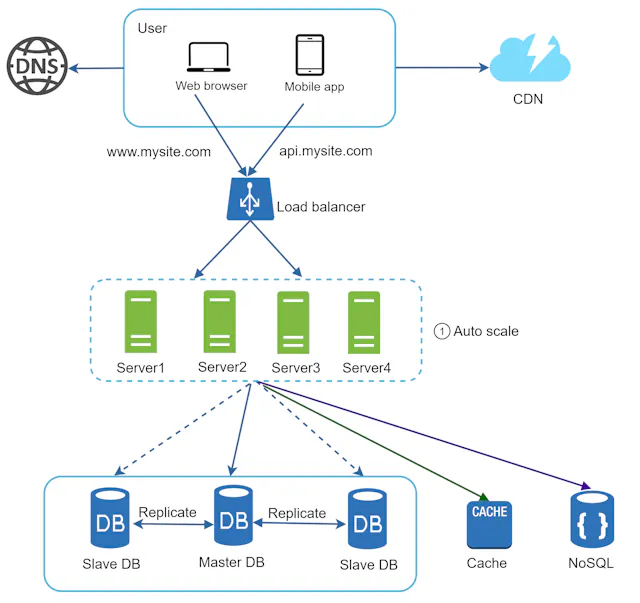 User
DNS
Web browser
Mobile app
CDN
www.mysite.com
api.mysite.com
Load balancer
1 Auto scale
Server1
Server2
Server3
Server4
DB
Replicate
DB
Replicate
DB
CACHE
{ }
Slave DB
Master DB
Slave DB
Cache
NoSQL